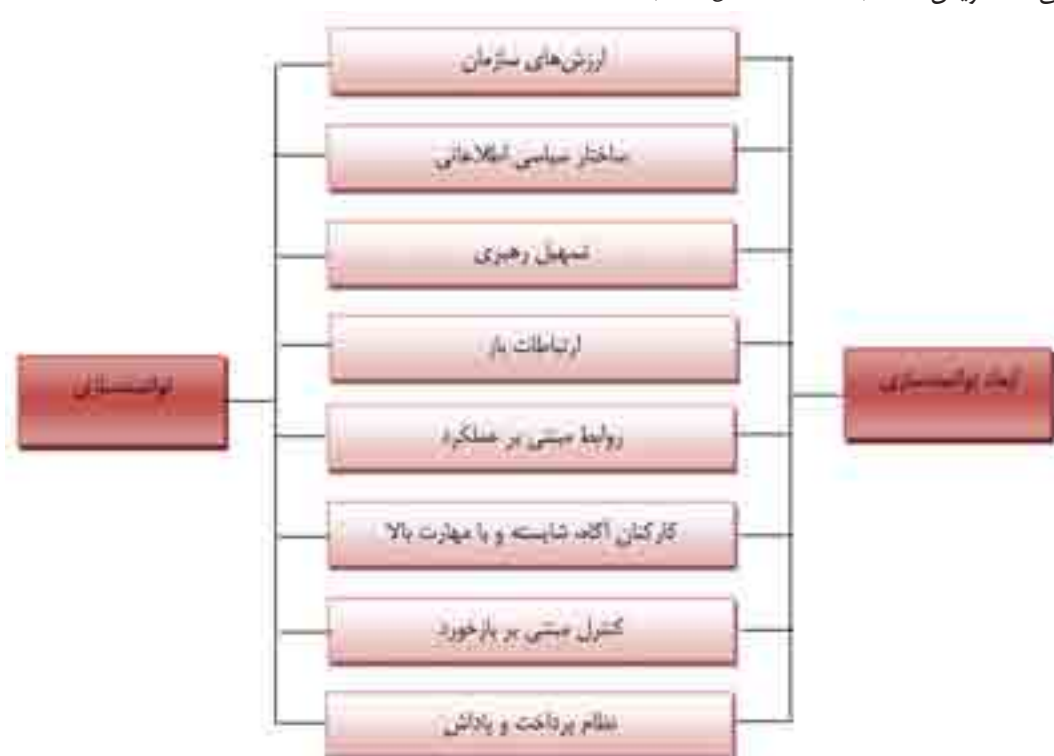 ارزش‌های سازمان
ساختار سیاسی اطلاعاتی
تسهیل رهبری
ارتباطات باز
ابعاد توانمندسازی
توانمندسازی
روابط مبتنی بر عملکرد
کارکنان آگاه، شایسته و با مهارت بالا
کنترل مبتنی بر بازخورد
نظام پرداخت و پاداش